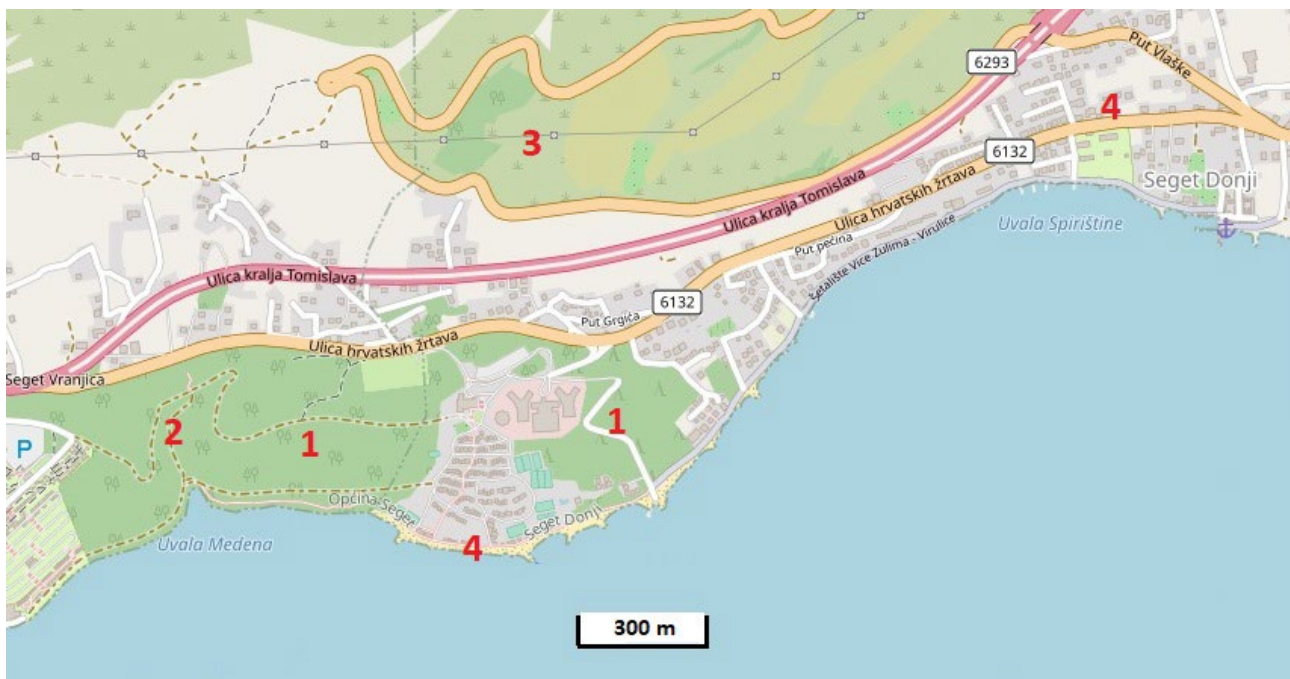 6293
Put Vlaške
4
3
6132
Seget Donji
Ulica kralja Tomislava
Ulica hrvatskih žrtava
Uvala Spirištine
Put pećina
Šetalište Vice Zulima - Virulice
Ulica kralja Tomislava
6132
Put Grgića
Ulica hrvatskih žrtava
Seget Vranjica
P
2
1
1
Općina Seget
Seget Donji
Uvala Medena
4
300 m